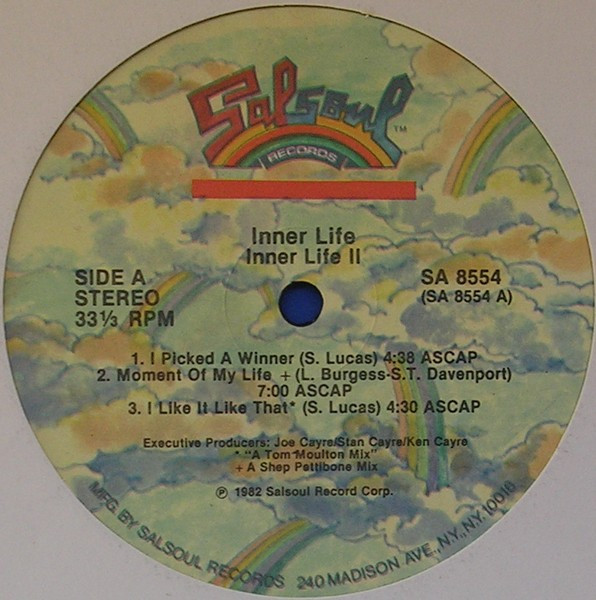 Salsoul TM
RECORDS
Inner Life
Inner Life II
SIDE A
STEREO
33⅓ RPM
SA 8554
(SA 8554 A)
1. I Picked A Winner (S. Lucas) 4:38 ASCAP
2. Moment Of My Life + (L. Burgess-S.T. Davenport)
7:00 ASCAP
3. I Like It Like That* (S. Lucas) 4:30 ASCAP
Executive Producers: Joe Cayre/Stan Cayre/Ken Cayre
* "A Tom Moulton Mix"
+ A Shep Pettibone Mix
℗ 1982 Salsoul Record Corp.
MFG. BY SALSOUL RECORDS 240 MADISON AVE., N.Y., N.Y. 10016